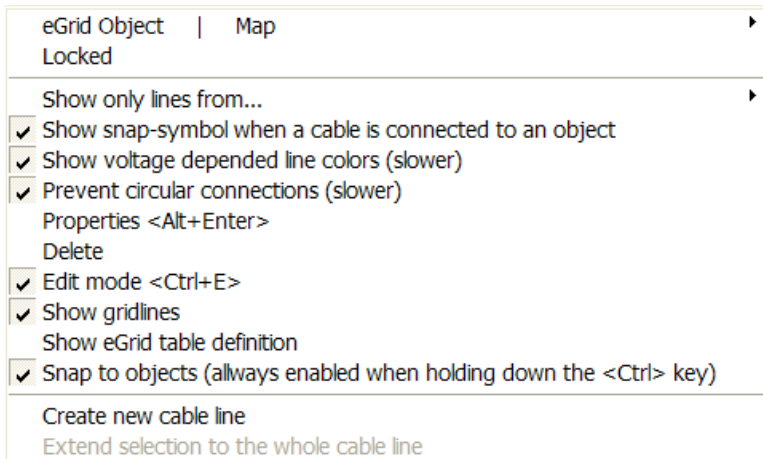 eGrid Object | Map
Locked
Show only lines from...
Show snap-symbol when a cable is connected to an object
Show voltage depended line colors (slower)
Prevent circular connections (slower)
Properties <Alt+Enter>
Delete
Edit mode <Ctrl+E>
Show gridlines
Show eGrid table definition
Snap to objects (allways enabled when holding down the <Ctrl> key)
Create new cable line
Extend selection to the whole cable line